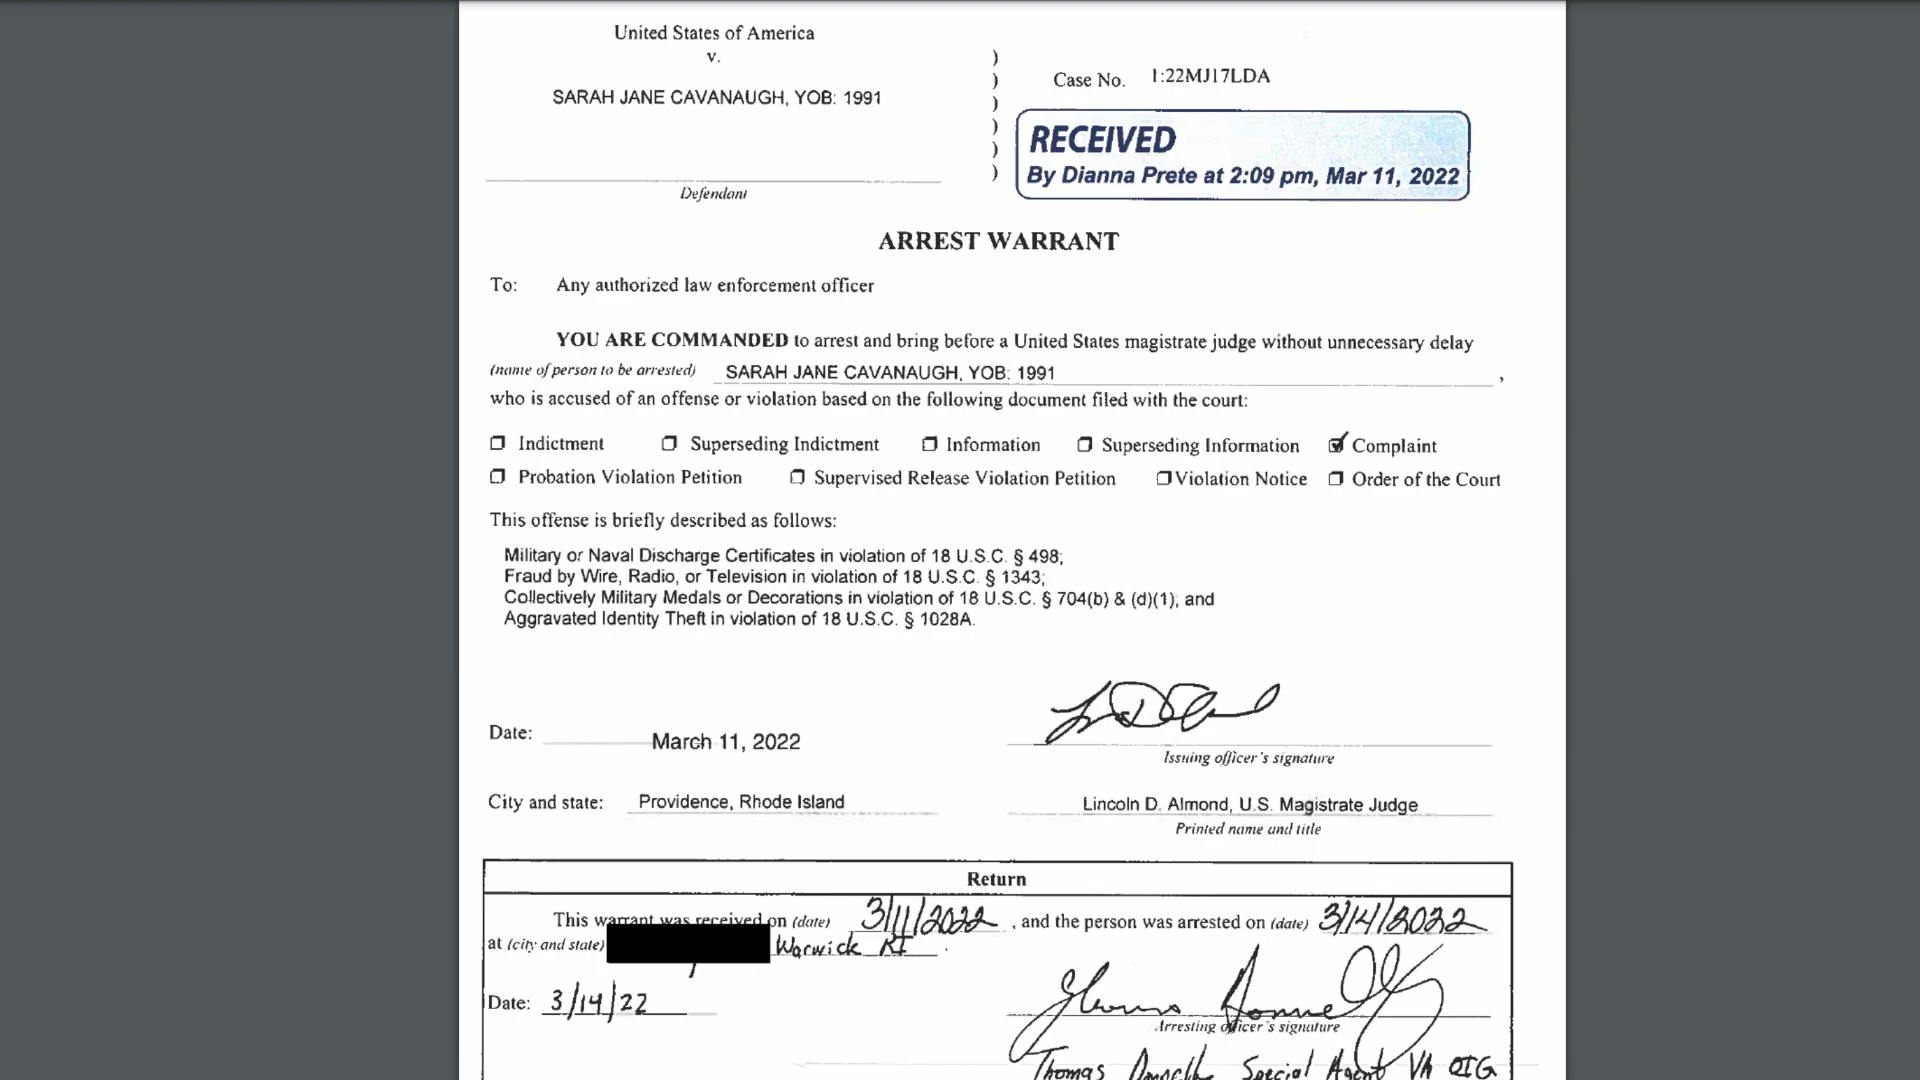 United States of America
v.
SARAH JANE CAVANAUGH, YOB: 1991
Defendant
)
)
)
)
)
)
Case No. 1:22MJ17LDA
RECEIVED
By Dianna Prete at 2:09 pm, Mar 11, 2022
ARREST WARRANT
To: Any authorized law enforcement officer
YOU ARE COMMANDED to arrest and bring before a United States magistrate judge without unnecessary delay
(name of person to be arrested) SARAH JANE CAVANAUGH, YOB: 1991 ,
who is accused of an offense or violation based on the following document filed with the court:
Indictment Superseding Indictment Information Superseding Information Complaint
Probation Violation Petition Supervised Release Violation Petition Violation Notice Order of the Court
This offense is briefly described as follows:
Military or Naval Discharge Certificates in violation of 18 U.S.C. § 498;
Fraud by Wire, Radio, or Television in violation of 18 U.S.C. § 1343;
Collectively Military Medals or Decorations in violation of 18 U.S.C. § 704(b) & (d)(1); and
Aggravated Identity Theft in violation of 18 U.S.C. § 1028A.
Date: March 11, 2022
Issuing officer's signature
City and state: Providence, Rhode Island
Lincoln D. Almond, U.S. Magistrate Judge
Printed name and title
Return
This warrant was received on (date) 3/11/2022 , and the person was arrested on (date) 3/14/2022
at (city and state) Warwick RI .
Date: 3/14/22
Arresting officer's signature
Thomas Donnelly Special Agent VA OIG